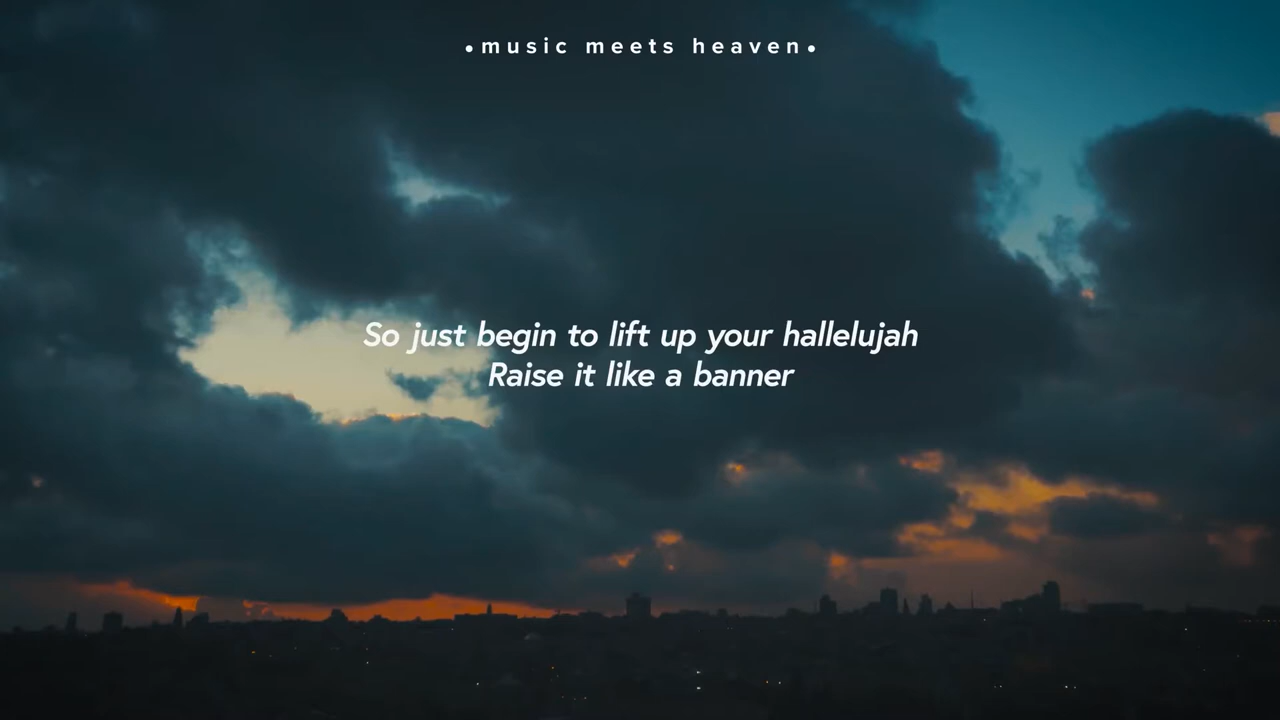 •music meets heaven•
So just begin to lift up your hallelujah
Raise it like a banner